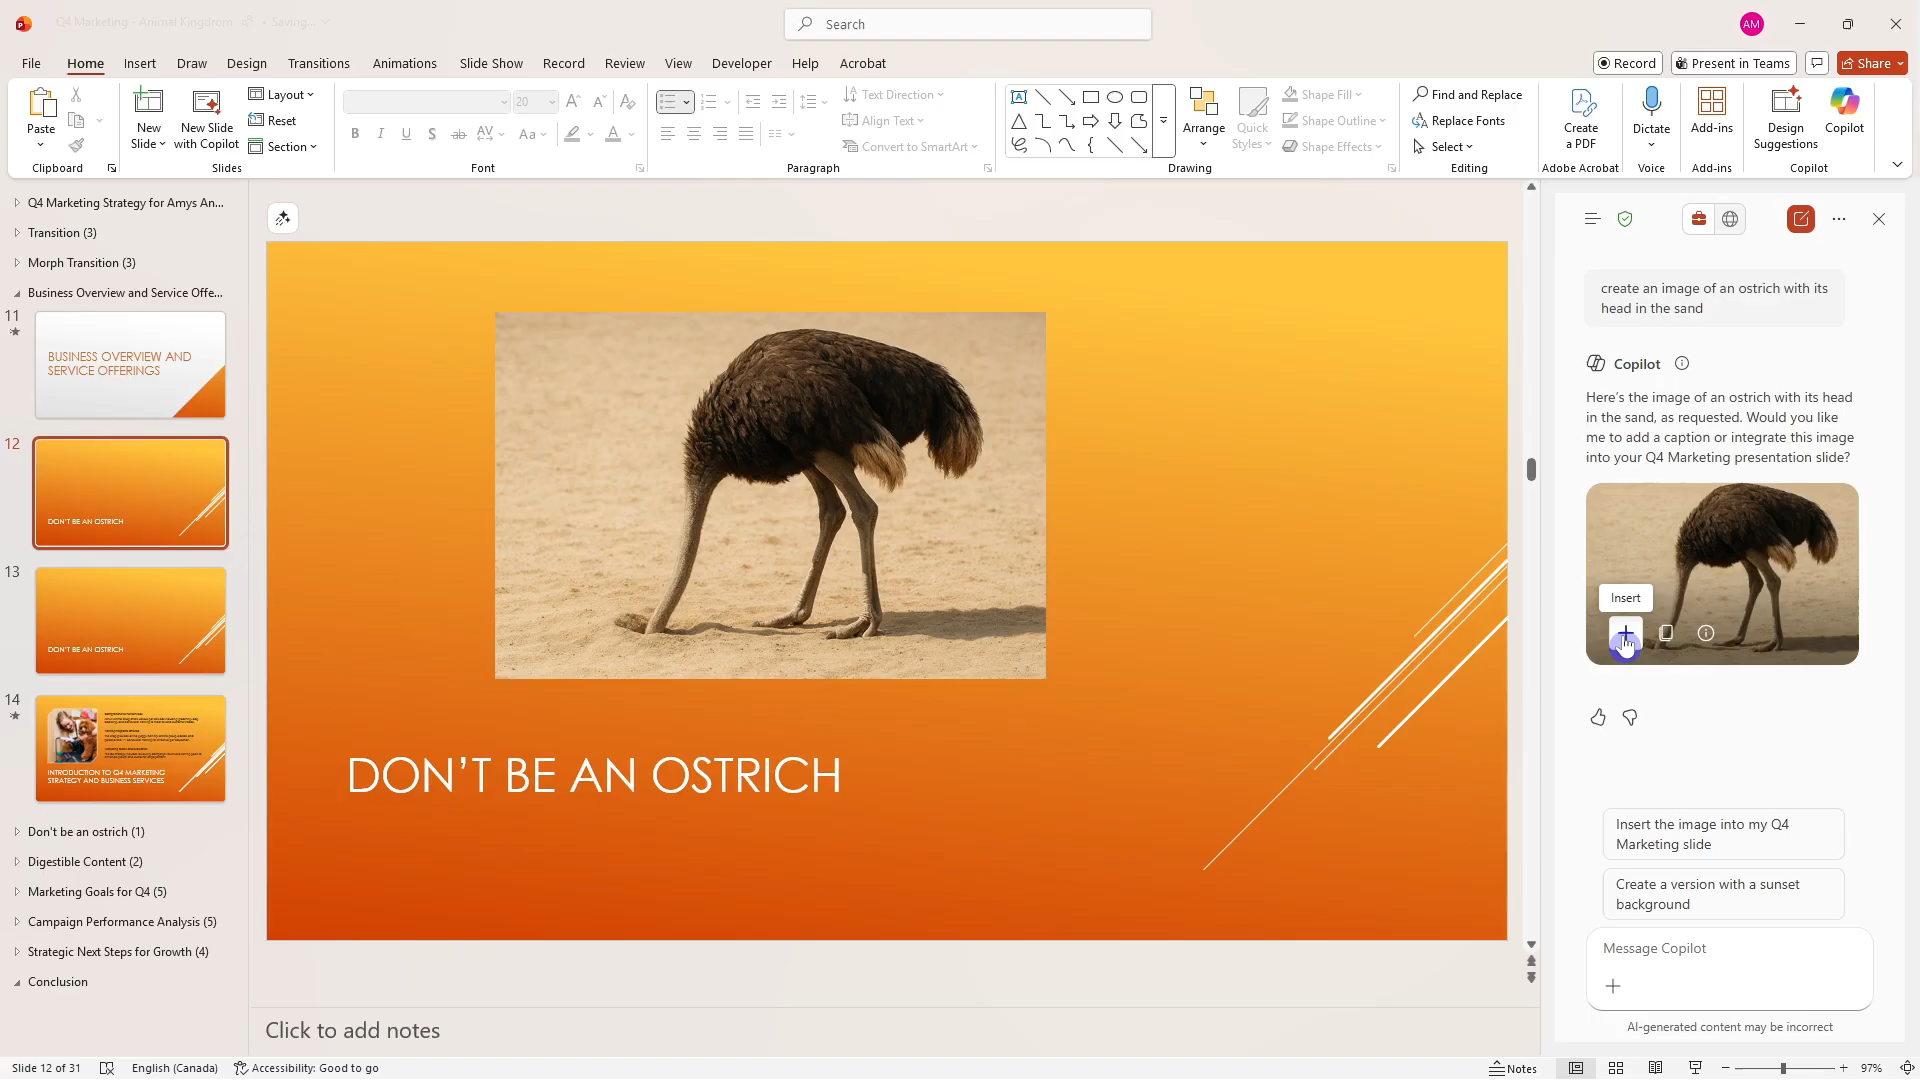 Q4 Marketing - Animal Kingdrom • Saving...
Search
AM
File Home Insert Draw Design Transitions Animations Slide Show Record Review View Developer Help Acrobat
Record Present in Teams Share
Paste
New Slide
New Slide with Copilot
Layout
Reset
Section
20
Text Direction
Align Text
Convert to SmartArt
Arrange
Quick Styles
Shape Fill
Shape Outline
Shape Effects
Find and Replace
Replace Fonts
Select
Create a PDF
Dictate
Add-ins
Design Suggestions
Copilot
Clipboard Slides Font Paragraph Drawing Editing Adobe Acrobat Voice Add-ins Copilot
Q4 Marketing Strategy for Amys An...
Transition (3)
Morph Transition (3)
Business Overview and Service Offe...
11
BUSINESS OVERVIEW AND
SERVICE OFFERINGS
12
DON'T BE AN OSTRICH
13
DON'T BE AN OSTRICH
14
INTRODUCTION TO Q4 MARKETING
STRATEGY AND BUSINESS SERVICES
Don't be an ostrich (1)
Digestible Content (2)
Marketing Goals for Q4 (5)
Campaign Performance Analysis (5)
Strategic Next Steps for Growth (4)
Conclusion
DON'T BE AN OSTRICH
Click to add notes
create an image of an ostrich with its
head in the sand
Copilot
Here's the image of an ostrich with its head
in the sand, as requested. Would you like
me to add a caption or integrate this image
into your Q4 Marketing presentation slide?
Insert
Insert the image into my Q4
Marketing slide
Create a version with a sunset
background
Message Copilot
AI-generated content may be incorrect
Slide 12 of 31 English (Canada) Accessibility: Good to go Notes 97%